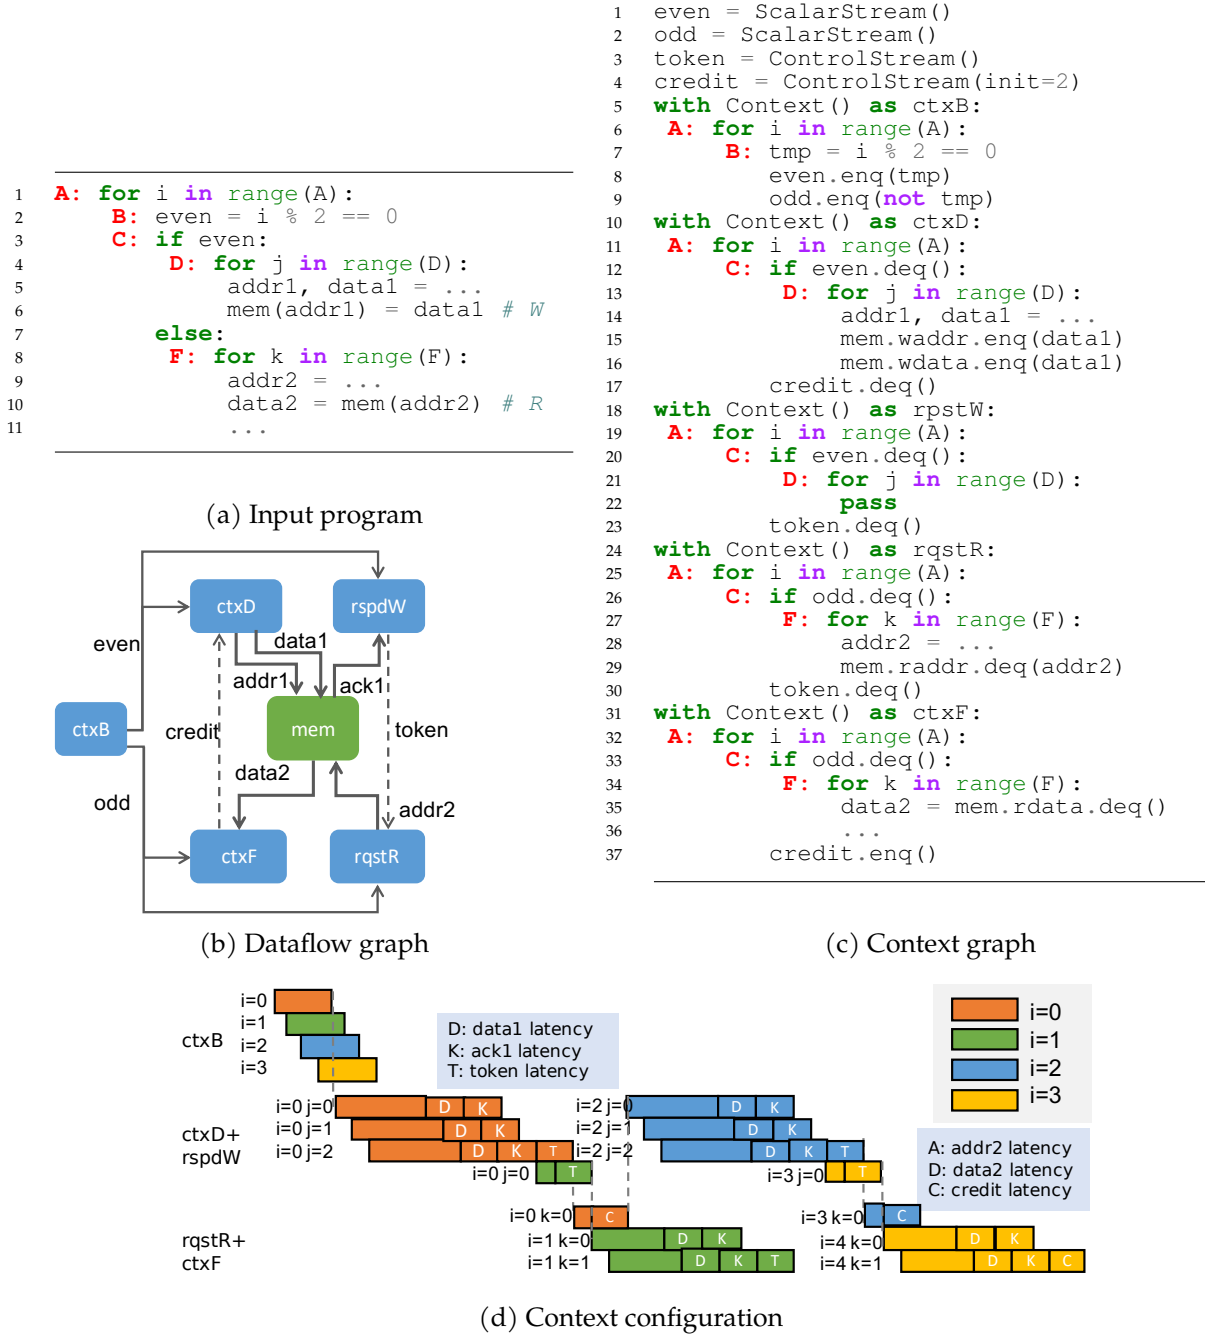 1 A: for i in range(A):
2 B: even = i % 2 == 0
3 C: if even:
4 D: for j in range(D):
5 addr1, data1 = ...
6 mem(addr1) = data1 # W
7 else:
8 F: for k in range(F):
9 addr2 = ...
10 data2 = mem(addr2) # R
11 ...
(a) Input program
1 even = ScalarStream()
2 odd = ScalarStream()
3 token = ControlStream()
4 credit = ControlStream(init=2)
5 with Context() as ctxB:
6 A: for i in range(A):
7 B: tmp = i % 2 == 0
8 even.enq(tmp)
9 odd.enq(not tmp)
10 with Context() as ctxD:
11 A: for i in range(A):
12 C: if even.deq():
13 D: for j in range(D):
14 addr1, data1 = ...
15 mem.waddr.enq(data1)
16 mem.wdata.enq(data1)
17 credit.deq()
18 with Context() as rpstW:
19 A: for i in range(A):
20 C: if even.deq():
21 D: for j in range(D):
22 pass
23 token.deq()
24 with Context() as rqstR:
25 A: for i in range(A):
26 C: if odd.deq():
27 F: for k in range(F):
28 addr2 = ...
29 mem.raddr.deq(addr2)
30 token.deq()
31 with Context() as ctxF:
32 A: for i in range(A):
33 C: if odd.deq():
34 F: for k in range(F):
35 data2 = mem.rdata.deq()
36 ...
37 credit.enq()
(c) Context graph
ctxD
rspdW
even
data1
addr1
ack1
ctxB
credit
mem
token
data2
odd
addr2
ctxF
rqstR
(b) Dataflow graph
ctxB
i=0
i=1
i=2
i=3
D: data1 latency
K: ack1 latency
T: token latency
i=0
i=1
i=2
i=3
ctxD+
rspdW
i=0 j=0 D K
i=0 j=1 D K
i=0 j=2 D K T
i=0 j=0 T
i=2 j=0 D K
i=2 j=1 D K
i=2 j=2 D K T
i=3 j=0 T
A: addr2 latency
D: data2 latency
C: credit latency
rqstR+
ctxF
i=0 k=0 C
i=1 k=0 D K
i=1 k=1 D K T
i=3 k=0 C
i=4 k=0 D K
i=4 k=1 D K C
(d) Context configuration